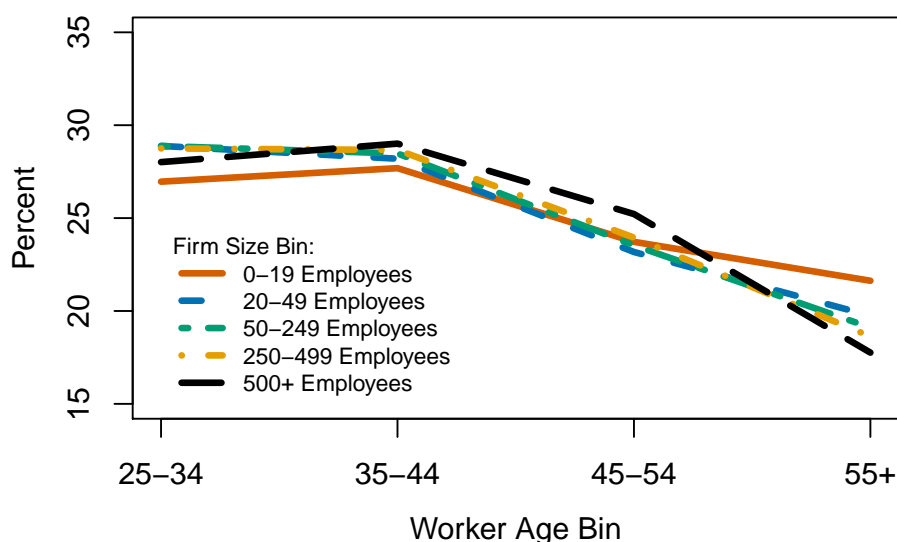 35
30
25
20
15
Percent
Firm Size Bin:
0−19 Employees
20−49 Employees
50−249 Employees
250−499 Employees
500+ Employees
25−34 35−44 45−54 55+
Worker Age Bin